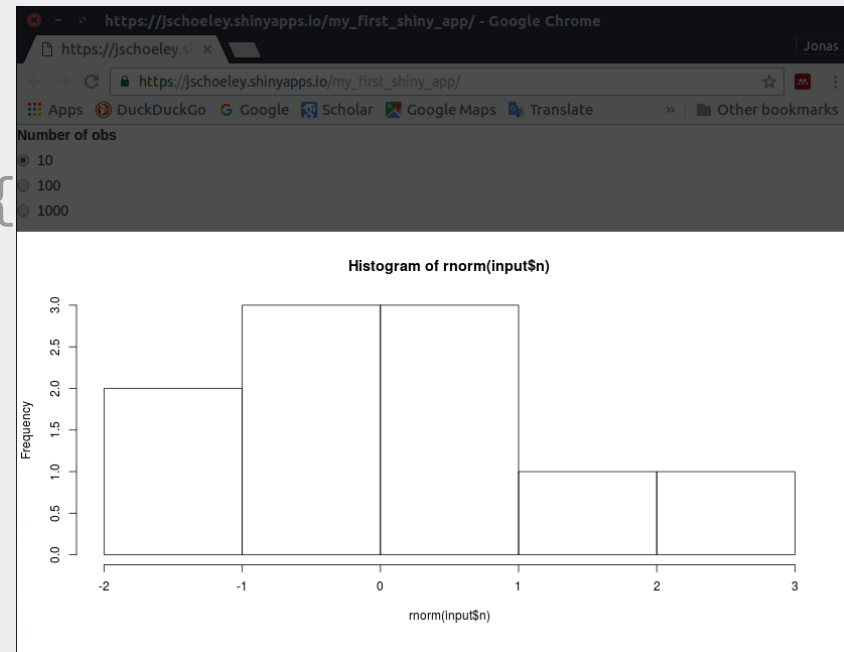 https://jschoeley.shinyapps.io/my_first_shiny_app/ - Google Chrome
https://jschoeley.s
Jonas
https://jschoeley.shinyapps.io/my_first_shiny_app/
Apps DuckDuckGo Google Scholar Google Maps Translate » Other bookmarks
Number of obs
10
100
1000
{
Histogram of rnorm(input$n)
Frequency
3.0
2.5
2.0
1.5
1.0
0.5
0.0
-2 -1 0 1 2 3
rnorm(input$n)